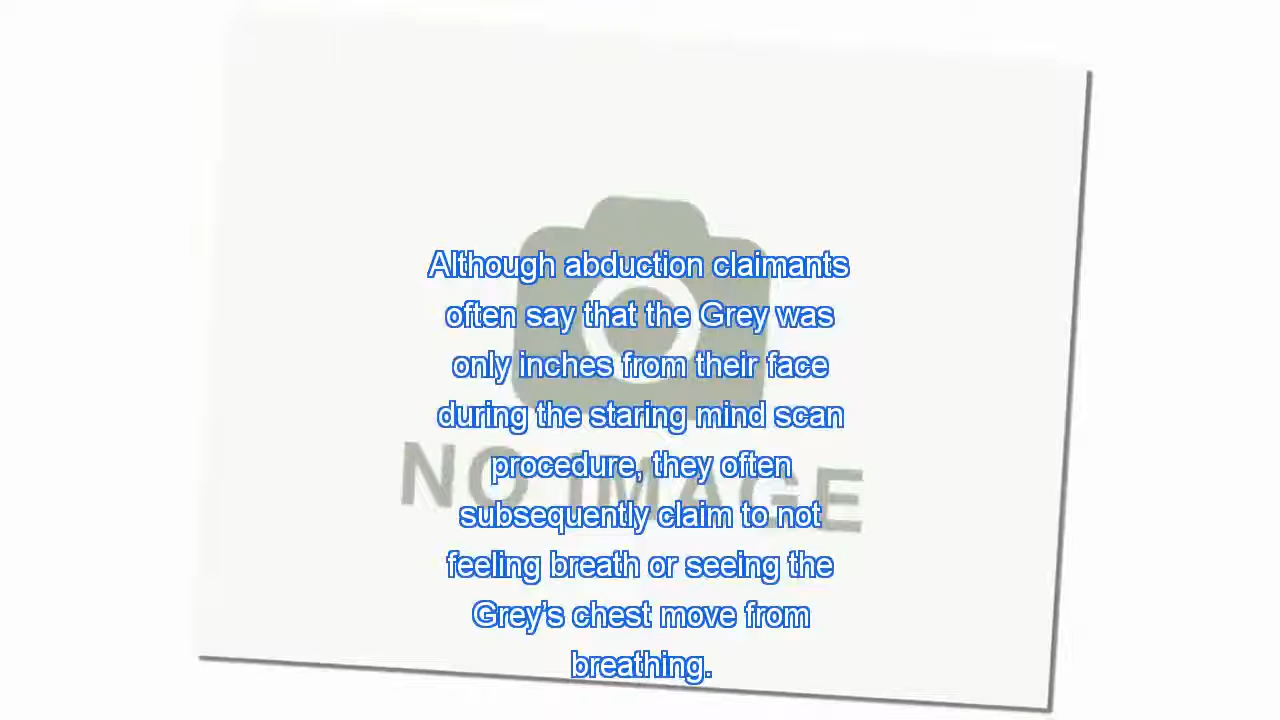 Although abduction claimants
often say that the Grey was
only inches from their face
during the staring mind scan
procedure, they often
subsequently claim to not
feeling breath or seeing the
Grey’s chest move from
breathing.
NO IMAGE